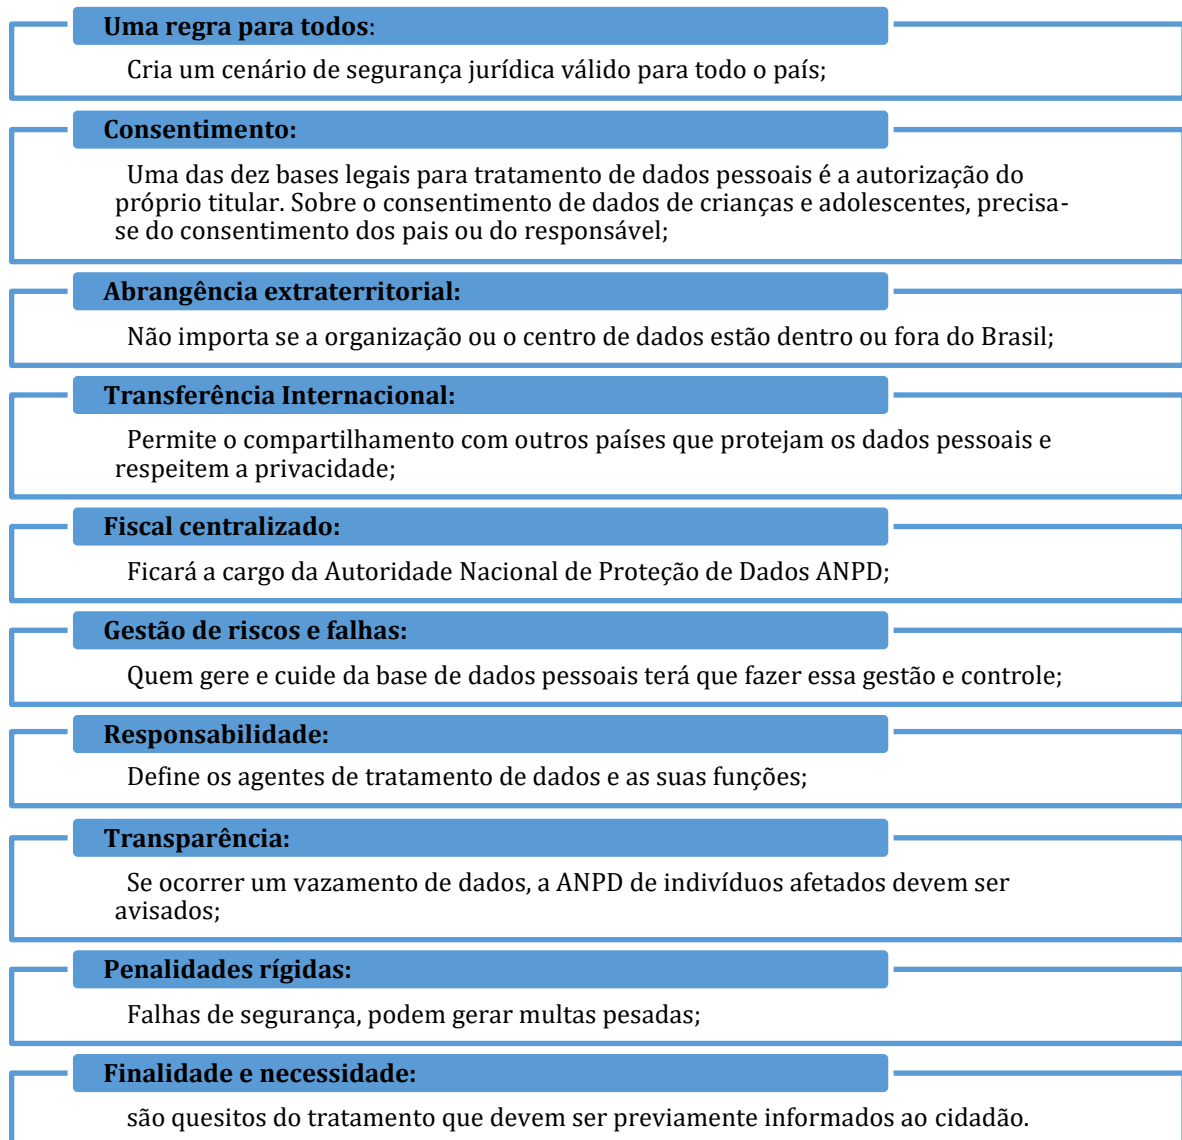 Uma regra para todos:
Cria um cenário de segurança jurídica válido para todo o país;
Consentimento:
Uma das dez bases legais para tratamento de dados pessoais é a autorização do
próprio titular. Sobre o consentimento de dados de crianças e adolescentes, precisa-
se do consentimento dos pais ou do responsável;
Abrangência extraterritorial:
Não importa se a organização ou o centro de dados estão dentro ou fora do Brasil;
Transferência Internacional:
Permite o compartilhamento com outros países que protejam os dados pessoais e
respeitem a privacidade;
Fiscal centralizado:
Ficará a cargo da Autoridade Nacional de Proteção de Dados ANPD;
Gestão de riscos e falhas:
Quem gere e cuide da base de dados pessoais terá que fazer essa gestão e controle;
Responsabilidade:
Define os agentes de tratamento de dados e as suas funções;
Transparência:
Se ocorrer um vazamento de dados, a ANPD de indivíduos afetados devem ser
avisados;
Penalidades rígidas:
Falhas de segurança, podem gerar multas pesadas;
Finalidade e necessidade:
são quesitos do tratamento que devem ser previamente informados ao cidadão.